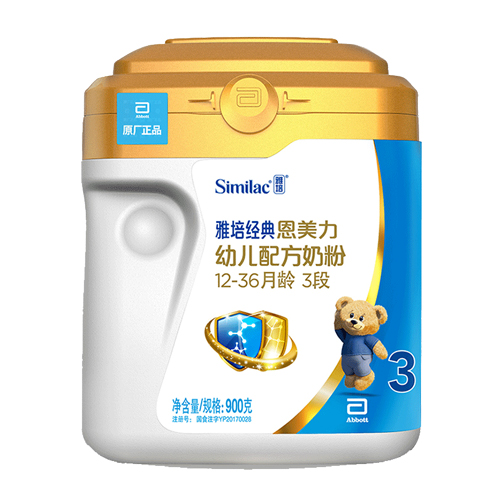 Abbott
原厂正品
Similac 雅培
雅培经典恩美力
幼儿配方奶粉
12-36月龄 3段
3
净含量/规格:900克
注册号: 国食注字YP20170028
Abbott